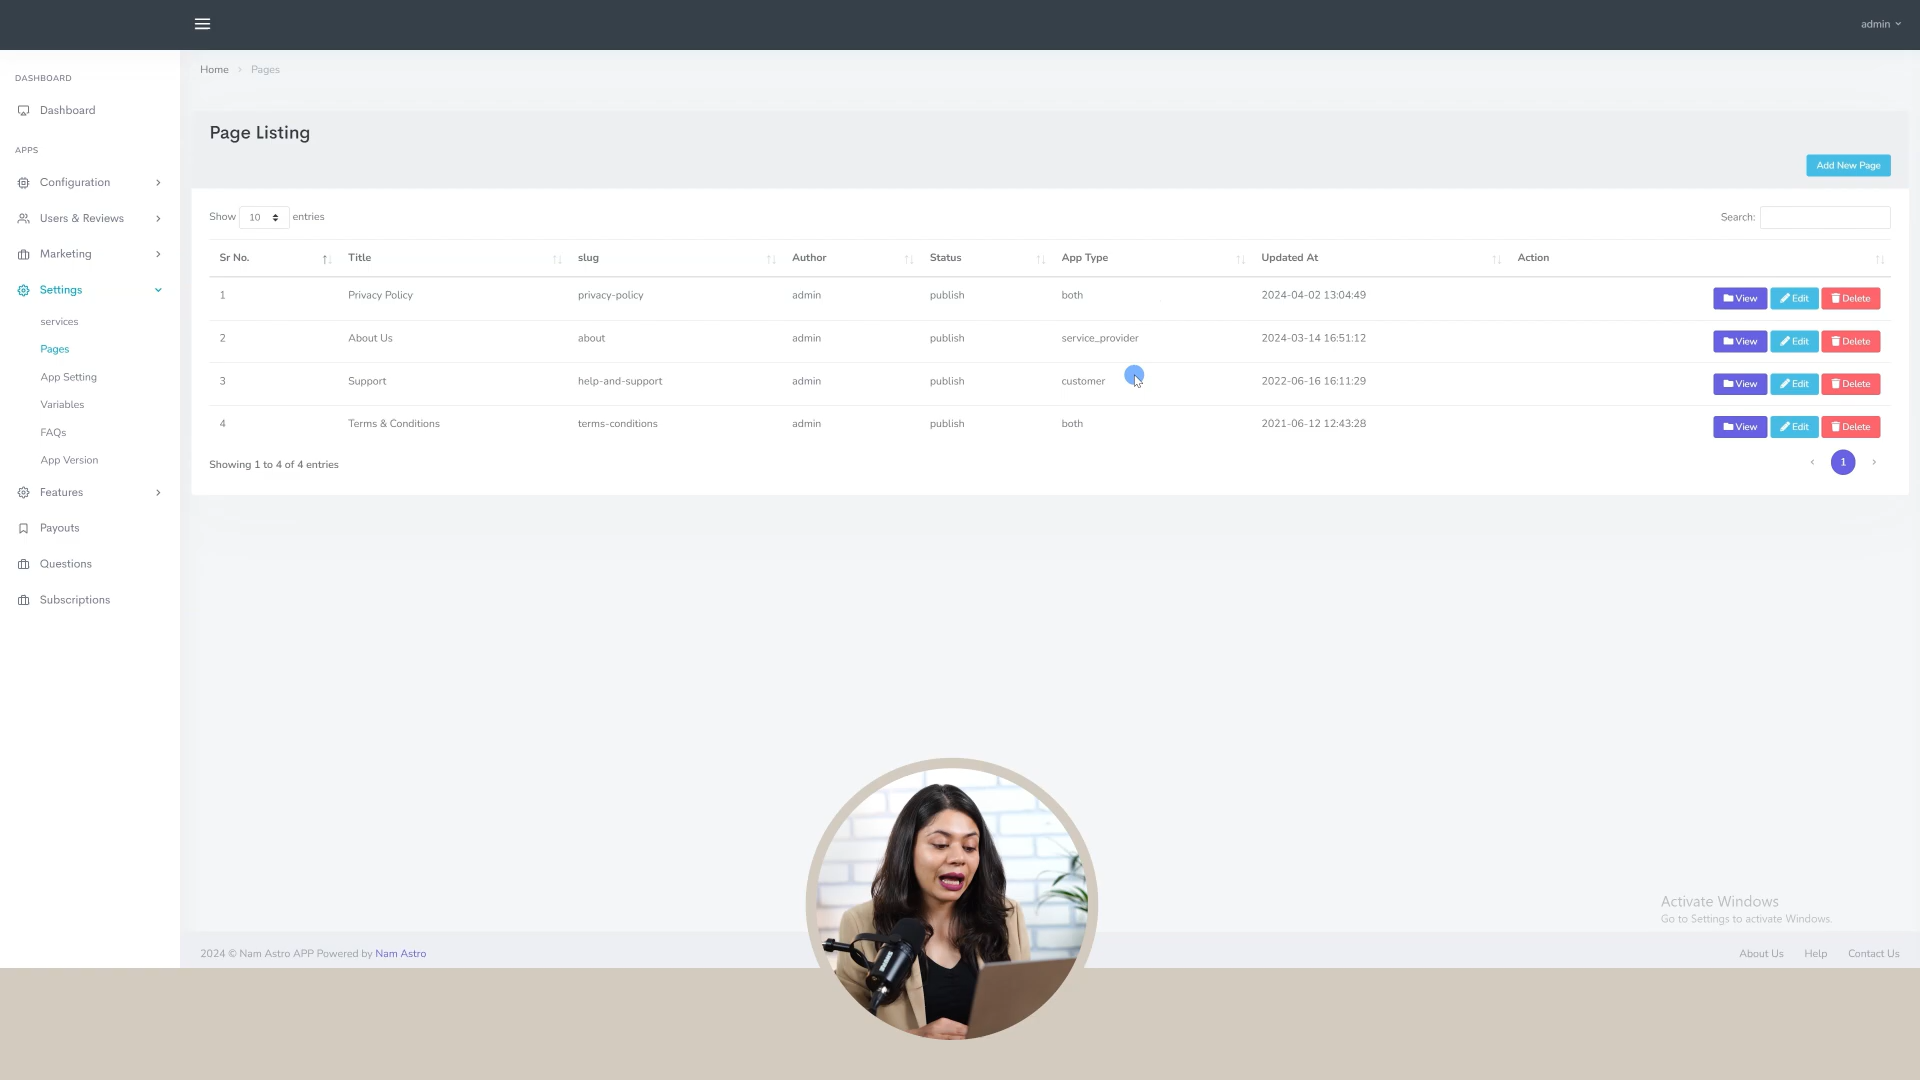 admin
DASHBOARD
Dashboard
APPS
Configuration
Users & Reviews
Marketing
Settings
services
Pages
App Setting
Variables
FAQs
App Version
Features
Payouts
Questions
Subscriptions
Home > Pages
Page Listing
Add New Page
Show 10 entries
Search:
Sr No. Title slug Author Status App Type Updated At Action
1 Privacy Policy privacy-policy admin publish both 2024-04-02 13:04:49 View Edit Delete
2 About Us about admin publish service_provider 2024-03-14 16:51:12 View Edit Delete
3 Support help-and-support admin publish customer 2022-06-16 16:11:29 View Edit Delete
4 Terms & Conditions terms-conditions admin publish both 2021-06-12 12:43:28 View Edit Delete
Showing 1 to 4 of 4 entries
‹ 1 ›
Activate Windows
Go to Settings to activate Windows.
2024 © Nam Astro APP Powered by Nam Astro
About Us Help Contact Us